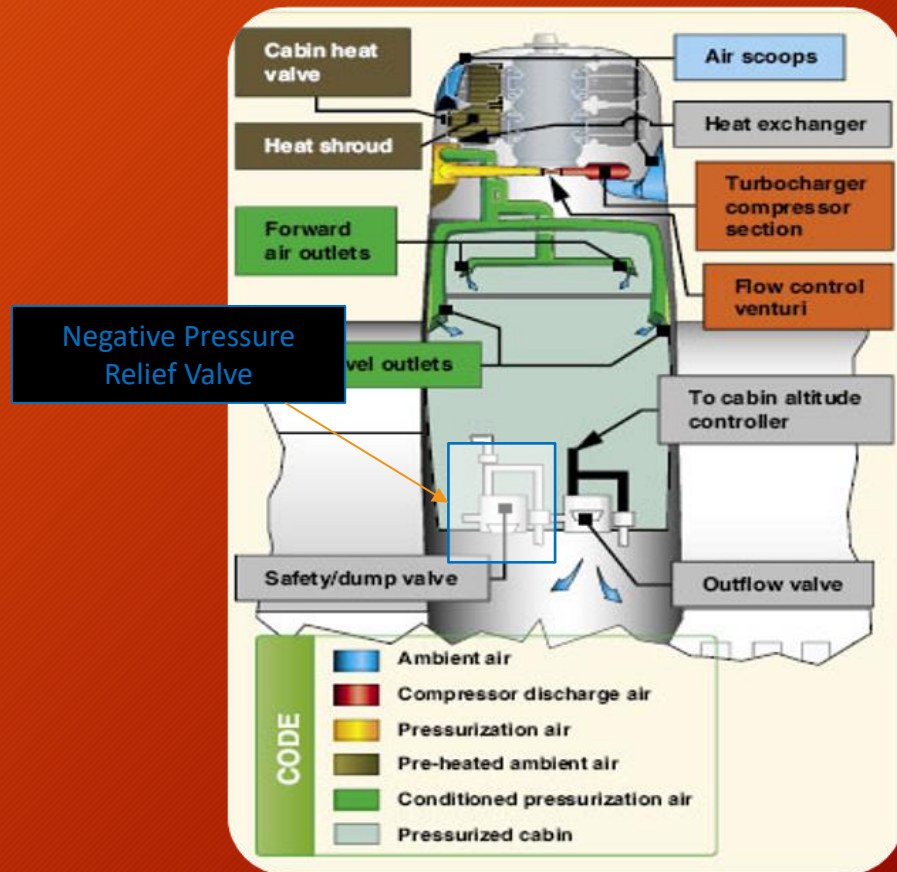 Cabin heat
valve
Air scoops
Heat shroud
Heat exchanger
Turbocharger
compressor
section
Forward
air outlets
Flow control
venturi
Negative Pressure
Relief Valve
vel outlets
To cabin altitude
controller
Safety/dump valve
Outflow valve
CODE
Ambient air
Compressor discharge air
Pressurization air
Pre-heated ambient air
Conditioned pressurization air
Pressurized cabin